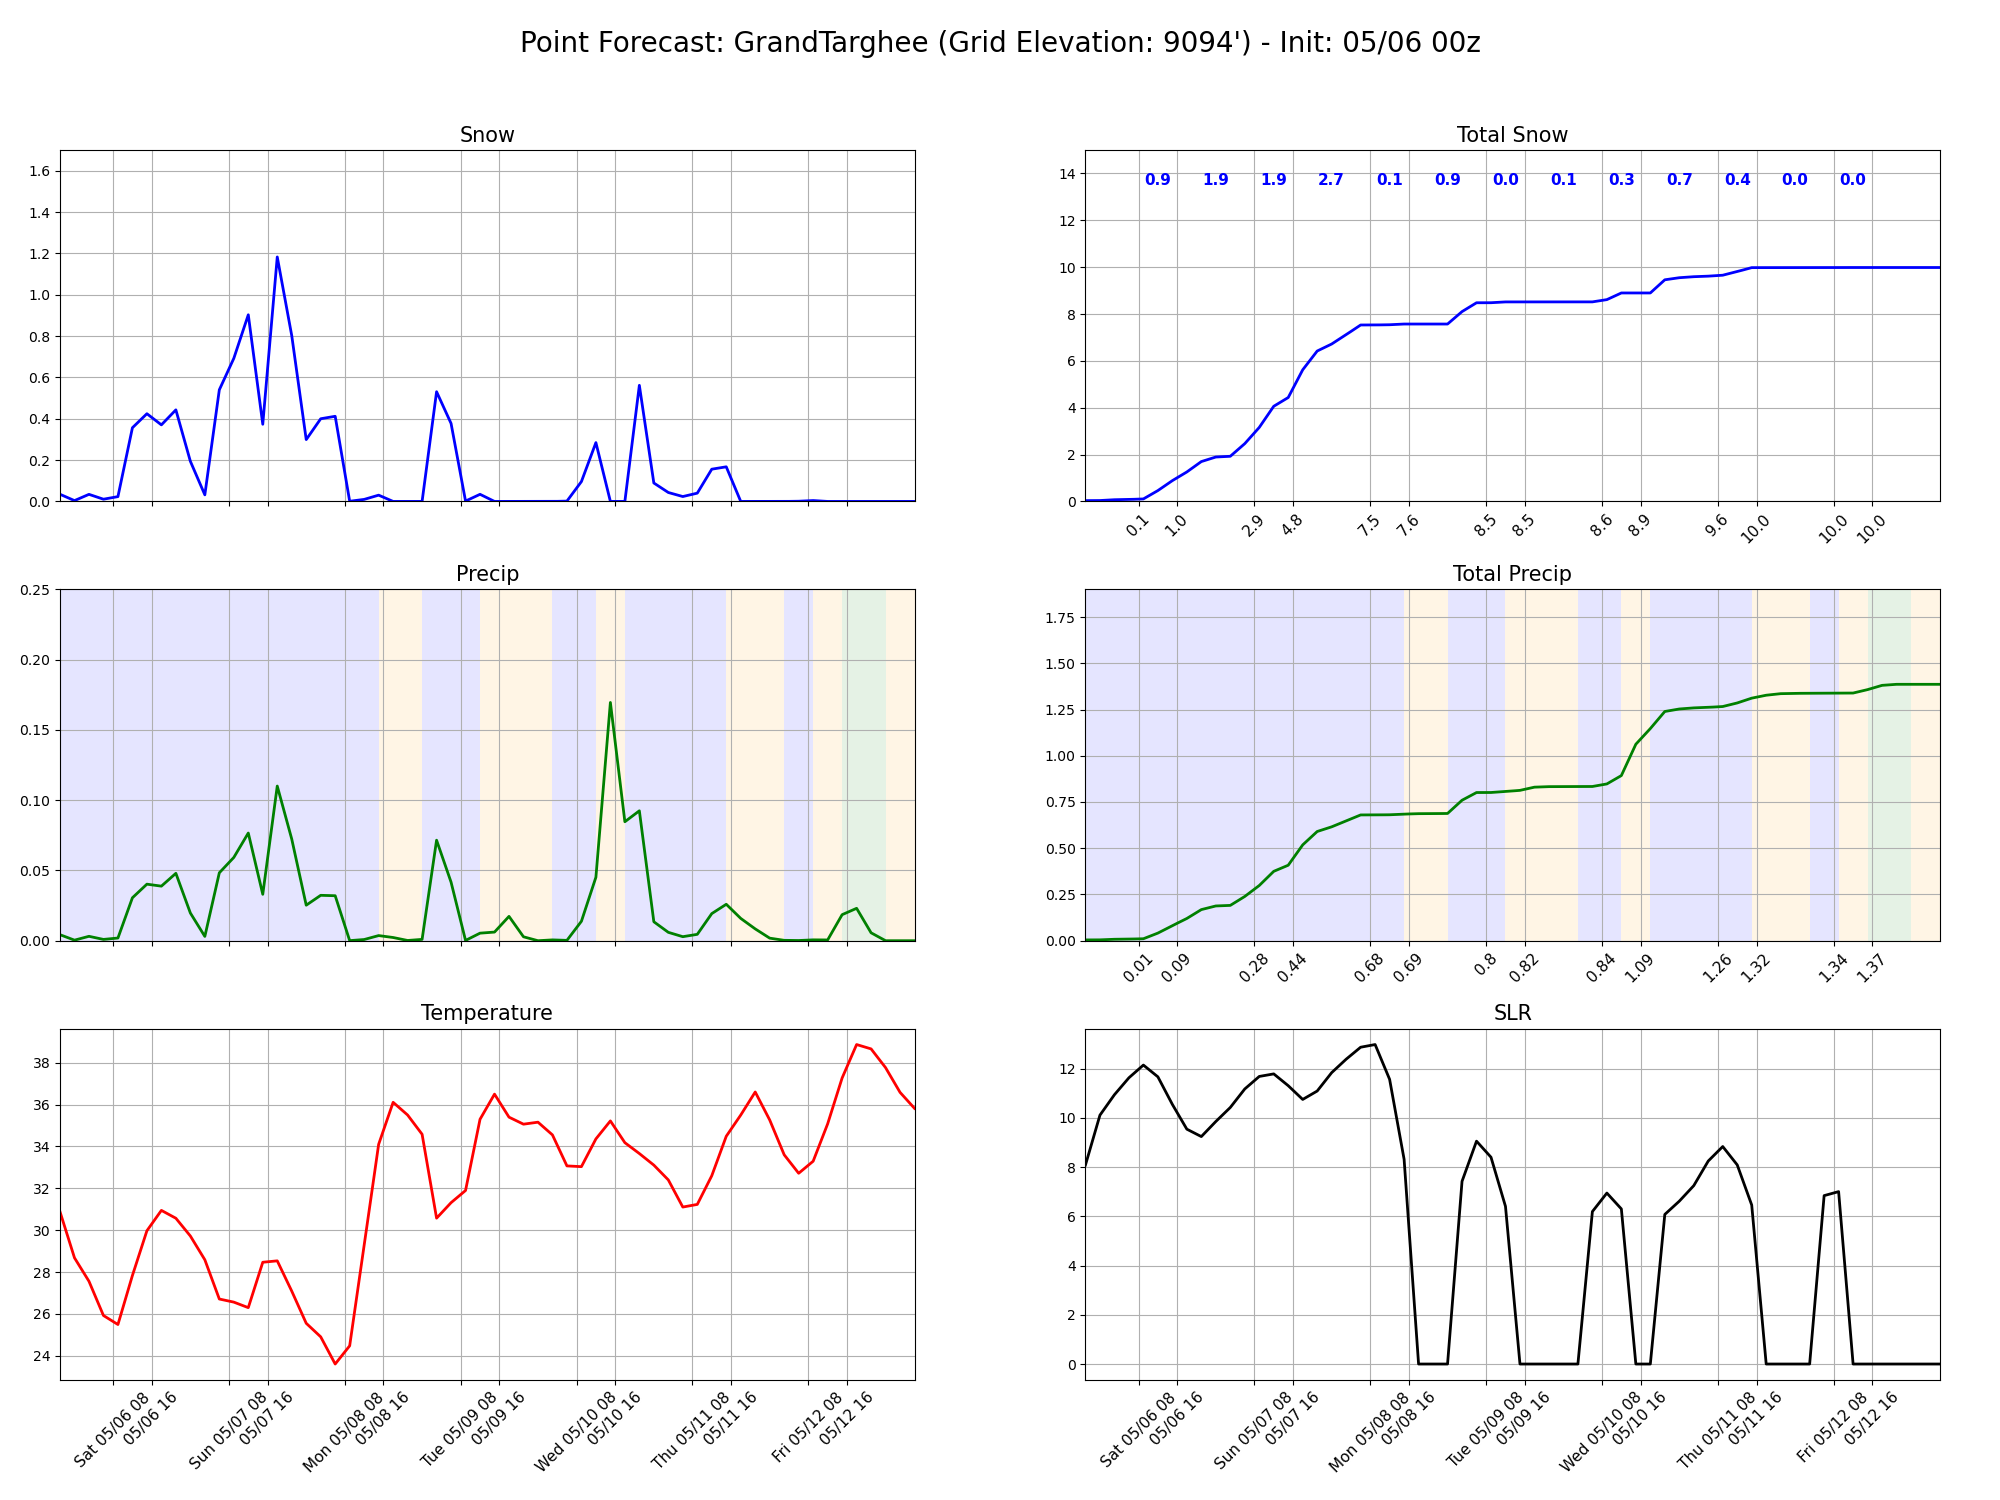 Point Forecast: GrandTarghee (Grid Elevation: 9094') - Init: 05/06 00z
Snow
1.6
1.4
1.2
1.0
0.8
0.6
0.4
0.2
0.0
Total Snow
14
12
10
8
6
4
2
0
0.9 1.9 1.9 2.7 0.1 0.9 0.0 0.1 0.3 0.7 0.4 0.0 0.0
0.1 1.0 2.9 4.8 7.5 7.6 8.5 8.5 8.6 8.9 9.6 10.0 10.0 10.0
Precip
0.25
0.20
0.15
0.10
0.05
0.00
Total Precip
1.75
1.50
1.25
1.00
0.75
0.50
0.25
0.00
0.01 0.09 0.28 0.44 0.68 0.69 0.8 0.82 0.84 1.09 1.26 1.32 1.34 1.37
Temperature
38
36
34
32
30
28
26
24
Sat 05/06 08
05/06 16
Sun 05/07 08
05/07 16
Mon 05/08 08
05/08 16
Tue 05/09 08
05/09 16
Wed 05/10 08
05/10 16
Thu 05/11 08
05/11 16
Fri 05/12 08
05/12 16
SLR
12
10
8
6
4
2
0
Sat 05/06 08
05/06 16
Sun 05/07 08
05/07 16
Mon 05/08 08
05/08 16
Tue 05/09 08
05/09 16
Wed 05/10 08
05/10 16
Thu 05/11 08
05/11 16
Fri 05/12 08
05/12 16